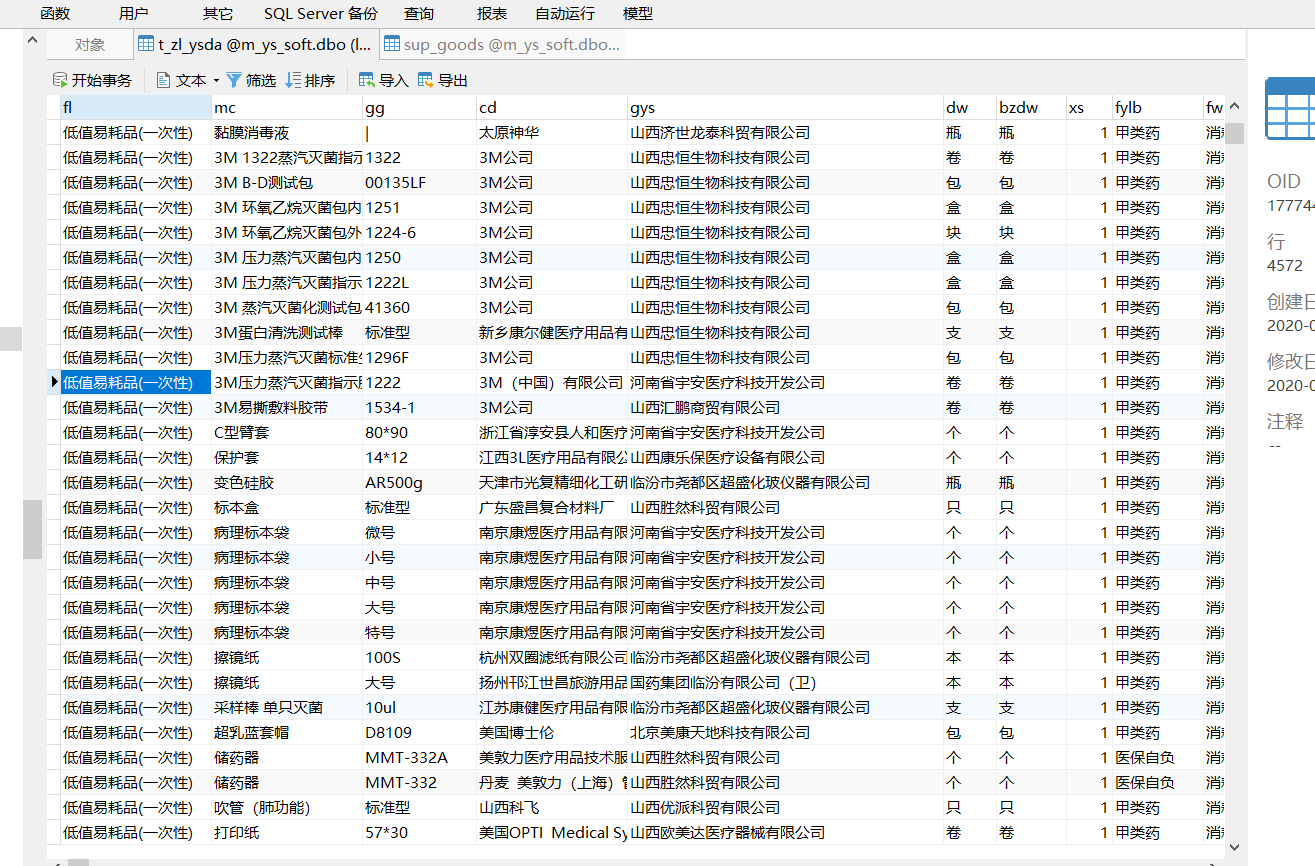 函数 用户 其它 SQL Server 备份 查询 报表 自动运行 模型
对象 t_zl_ysda @m_ys_soft.dbo (l... sup_goods @m_ys_soft.dbo...
开始事务 文本 筛选 排序 导入 导出
fl mc gg cd gys dw bzdw xs fylb fw
低值易耗品(一次性) 黏膜消毒液 | 太原神华 山西济世龙泰科贸有限公司 瓶 瓶 1 甲类药 消
低值易耗品(一次性) 3M 1322蒸汽灭菌指示 1322 3M公司 山西忠恒生物科技有限公司 卷 卷 1 甲类药 消
低值易耗品(一次性) 3M B-D测试包 00135LF 3M公司 山西忠恒生物科技有限公司 包 包 1 甲类药 消
低值易耗品(一次性) 3M 环氧乙烷灭菌包内 1251 3M公司 山西忠恒生物科技有限公司 盒 盒 1 甲类药 消
低值易耗品(一次性) 3M 环氧乙烷灭菌包外 1224-6 3M公司 山西忠恒生物科技有限公司 块 块 1 甲类药 消
低值易耗品(一次性) 3M 压力蒸汽灭菌包内 1250 3M公司 山西忠恒生物科技有限公司 盒 盒 1 甲类药 消
低值易耗品(一次性) 3M 压力蒸汽灭菌指示 1222L 3M公司 山西忠恒生物科技有限公司 盒 盒 1 甲类药 消
低值易耗品(一次性) 3M 蒸汽灭菌化测试包 41360 3M公司 山西忠恒生物科技有限公司 包 包 1 甲类药 消
低值易耗品(一次性) 3M蛋白清洗测试棒 标准型 新乡康尔健医疗用品有 山西忠恒生物科技有限公司 支 支 1 甲类药 消
低值易耗品(一次性) 3M压力蒸汽灭菌标准 1296F 3M公司 山西忠恒生物科技有限公司 包 包 1 甲类药 消
低值易耗品(一次性) 3M压力蒸汽灭菌指示 1222 3M（中国）有限公司 河南省宇安医疗科技开发公司 卷 卷 1 甲类药 消
低值易耗品(一次性) 3M易撕敷料胶带 1534-1 3M公司 山西汇鹏商贸有限公司 卷 卷 1 甲类药 消
低值易耗品(一次性) C型臂套 80*90 浙江省淳安县人和医疗 河南省宇安医疗科技开发公司 个 个 1 甲类药 消
低值易耗品(一次性) 保护套 14*12 江西3L医疗用品有限公 山西康乐保医疗设备有限公司 个 个 1 甲类药 消
低值易耗品(一次性) 变色硅胶 AR500g 天津市光复精细化工研 临汾市尧都区超盛化玻仪器有限公司 瓶 瓶 1 甲类药 消
低值易耗品(一次性) 标本盒 标准型 广东盛昌复合材料厂 山西胜然科贸有限公司 只 只 1 甲类药 消
低值易耗品(一次性) 病理标本袋 微号 南京康煜医疗用品有限 河南省宇安医疗科技开发公司 个 个 1 甲类药 消
低值易耗品(一次性) 病理标本袋 小号 南京康煜医疗用品有限 河南省宇安医疗科技开发公司 个 个 1 甲类药 消
低值易耗品(一次性) 病理标本袋 中号 南京康煜医疗用品有限 河南省宇安医疗科技开发公司 个 个 1 甲类药 消
低值易耗品(一次性) 病理标本袋 大号 南京康煜医疗用品有限 河南省宇安医疗科技开发公司 个 个 1 甲类药 消
低值易耗品(一次性) 病理标本袋 特号 南京康煜医疗用品有限 河南省宇安医疗科技开发公司 个 个 1 甲类药 消
低值易耗品(一次性) 擦镜纸 100S 杭州双圈滤纸有限公司 临汾市尧都区超盛化玻仪器有限公司 本 本 1 甲类药 消
低值易耗品(一次性) 擦镜纸 大号 扬州邗江世昌旅游用品 国药集团临汾有限公司（卫） 本 本 1 甲类药 消
低值易耗品(一次性) 采样棒 单只灭菌 10ul 江苏康健医疗用品有限 临汾市尧都区超盛化玻仪器有限公司 支 支 1 甲类药 消
低值易耗品(一次性) 超乳蓝套帽 D8109 美国博士伦 北京美康天地科技有限公司 包 包 1 甲类药 消
低值易耗品(一次性) 储药器 MMT-332A 美敦力医疗用品技术服 山西胜然科贸有限公司 个 个 1 医保自负 消
低值易耗品(一次性) 储药器 MMT-332 丹麦 美敦力（上海） 山西胜然科贸有限公司 个 个 1 医保自负 消
低值易耗品(一次性) 吹管（肺功能） 标准型 山西科飞 山西优派科贸有限公司 只 只 1 甲类药 消
低值易耗品(一次性) 打印纸 57*30 美国OPTI Medical Sy 山西欧美达医疗器械有限公司 卷 卷 1 甲类药 消
OID
17774
行
4572
创建日
2020-0
修改日
2020-0
注释
--